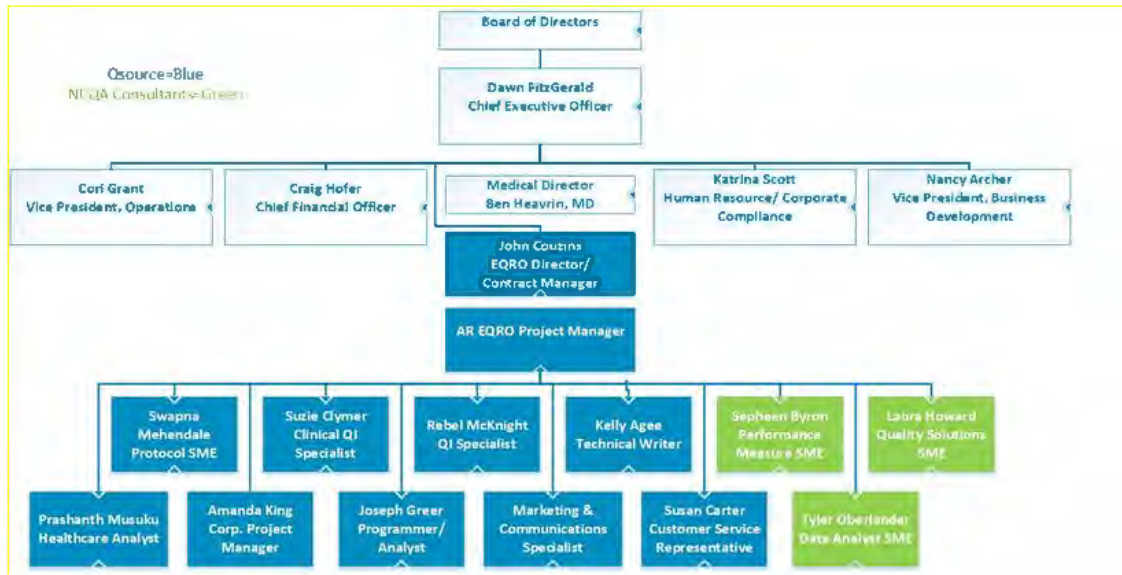 Board of Directors
Qsource=Blue
NCQA Consultants=Green
Dawn FitzGerald
Chief Executive Officer
Cori Grant
Vice President, Operations
Craig Hofer
Chief Financial Officer
Medical Director
Ben Heavrin, MD
Katrina Scott
Human Resource/ Corporate
Compliance
Nancy Archer
Vice President, Business
Development
John Couzins
EQRO Director/
Contract Manager
AR EQRO Project Manager
Swapna
Mehendale
Protocol SME
Suzie Clymer
Clinical QI
Specialist
Rebel McKnight
QI Specialist
Kelly Agee
Technical Writer
Sepheen Byron
Performance
Measure SME
Laura Howard
Quality Solutions
SME
Prashanth Musuku
Healthcare Analyst
Amanda King
Corp. Project
Manager
Joseph Greer
Programmer/
Analyst
Marketing &
Communications
Specialist
Susan Carter
Customer Service
Representative
Tyler Oberlander
Data Analyst SME